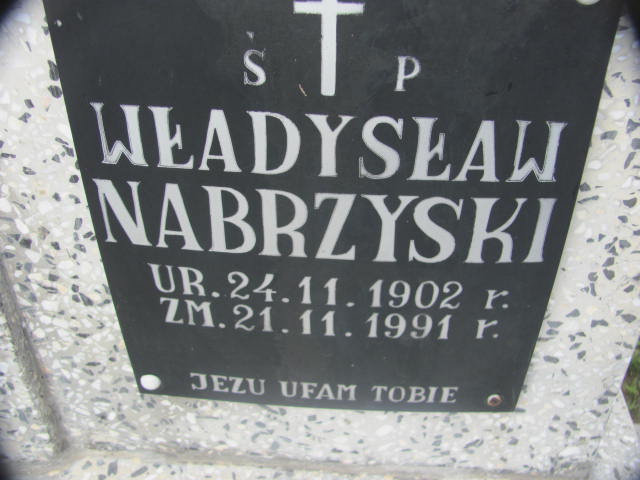 Ś P
WŁADYSŁAW
NABRZYSKI
UR. 24.11.1902 r.
ZM. 21.11.1991 r.
JEZU UFAM TOBIE